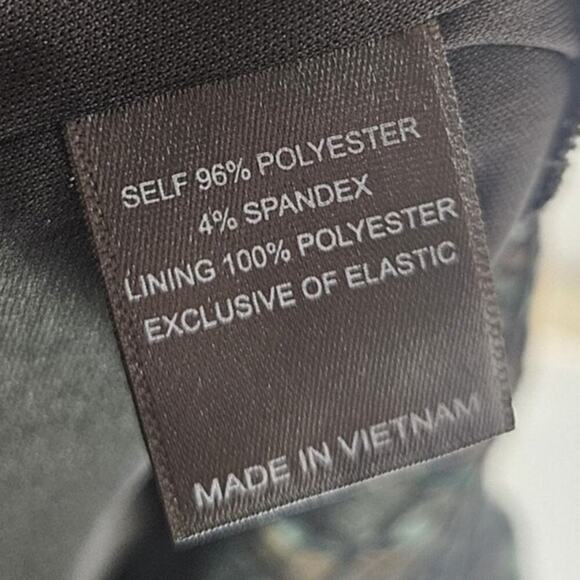 SELF 96% POLYESTER
4% SPANDEX
LINING 100% POLYESTER
EXCLUSIVE OF ELASTIC
MADE IN VIETNAM